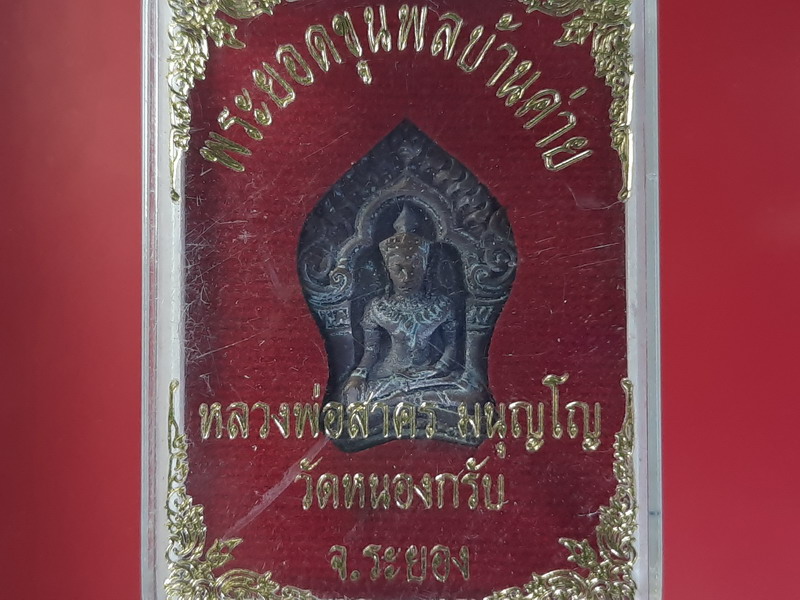 พระยอดขุนพลบ้านค่าย
หลวงพ่อสาคร มนุญโญ
วัดหนองกรับ
จ.ระยอง